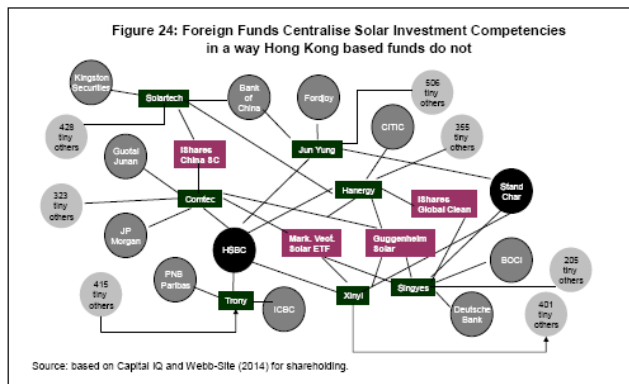 Figure 24: Foreign Funds Centralise Solar Investment Competencies
in a way Hong Kong based funds do not
Kingston
Securities
Solartech
Bank
of
China
Fordjoy
506
tiny
others
428
tiny
others
IShares
China SC
Jun Yung
CITIC
355
tiny
others
Guotai
Junan
Hanergy
Stand
Char
323
tiny
others
Comtec
IShares
Global Clean
JP
Morgan
HSBC
Mark. Vect.
Solar ETF
Guggenheim
Solar
BOCI
205
tiny
others
415
tiny
others
PNB
Paribas
Trony
ICBC
Xinyi
Singyes
Deutsche
Bank
401
tiny
others
Source: based on Capital IQ and Webb-Site (2014) for shareholding.